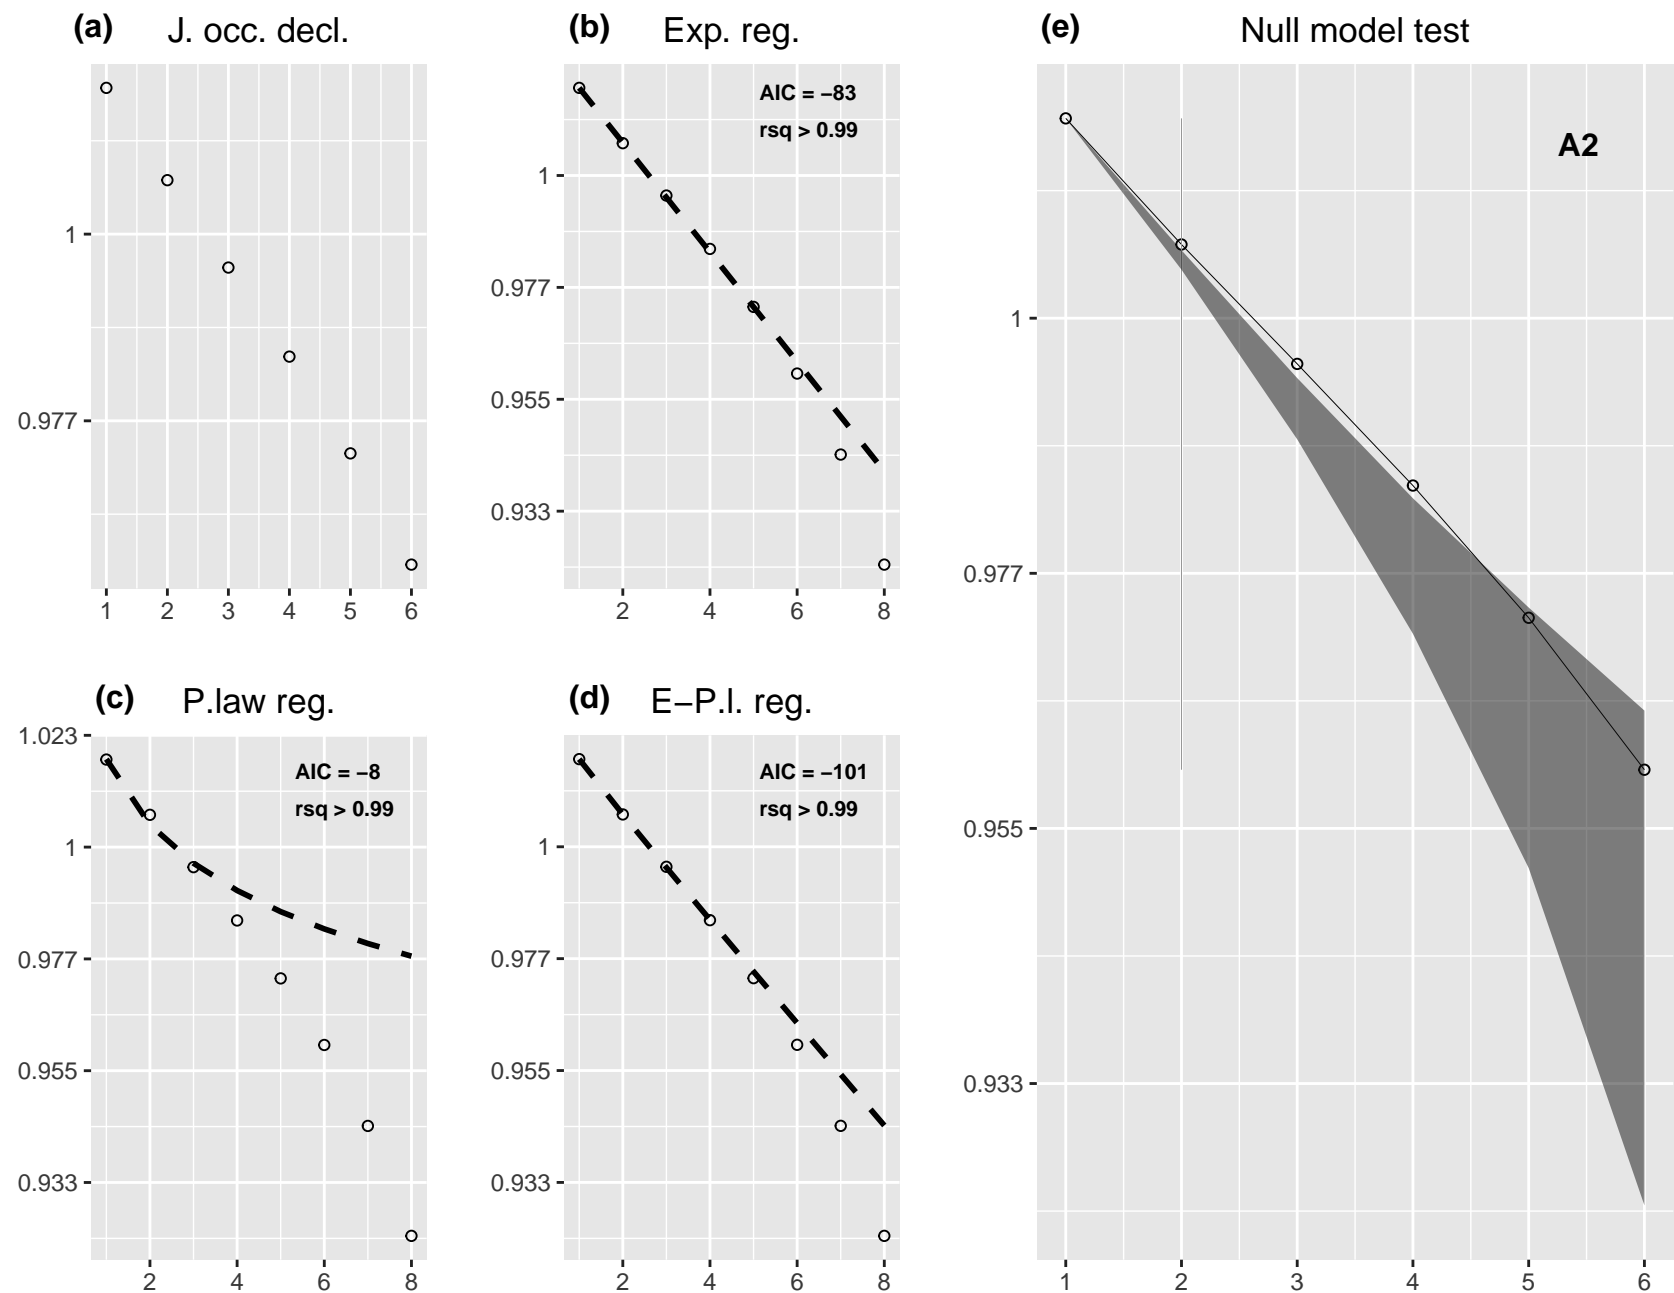 (a) J. occ. decl.
1
0.977
1 2 3 4 5 6
(b) Exp. reg.
AIC = −83
rsq > 0.99
1
0.977
0.955
0.933
2 4 6 8
(c) P.law reg.
AIC = −8
rsq > 0.99
1.023
1
0.977
0.955
0.933
2 4 6 8
(d) E−P.l. reg.
AIC = −101
rsq > 0.99
1
0.977
0.955
0.933
2 4 6 8
(e) Null model test
A2
1
0.977
0.955
0.933
1 2 3 4 5 6